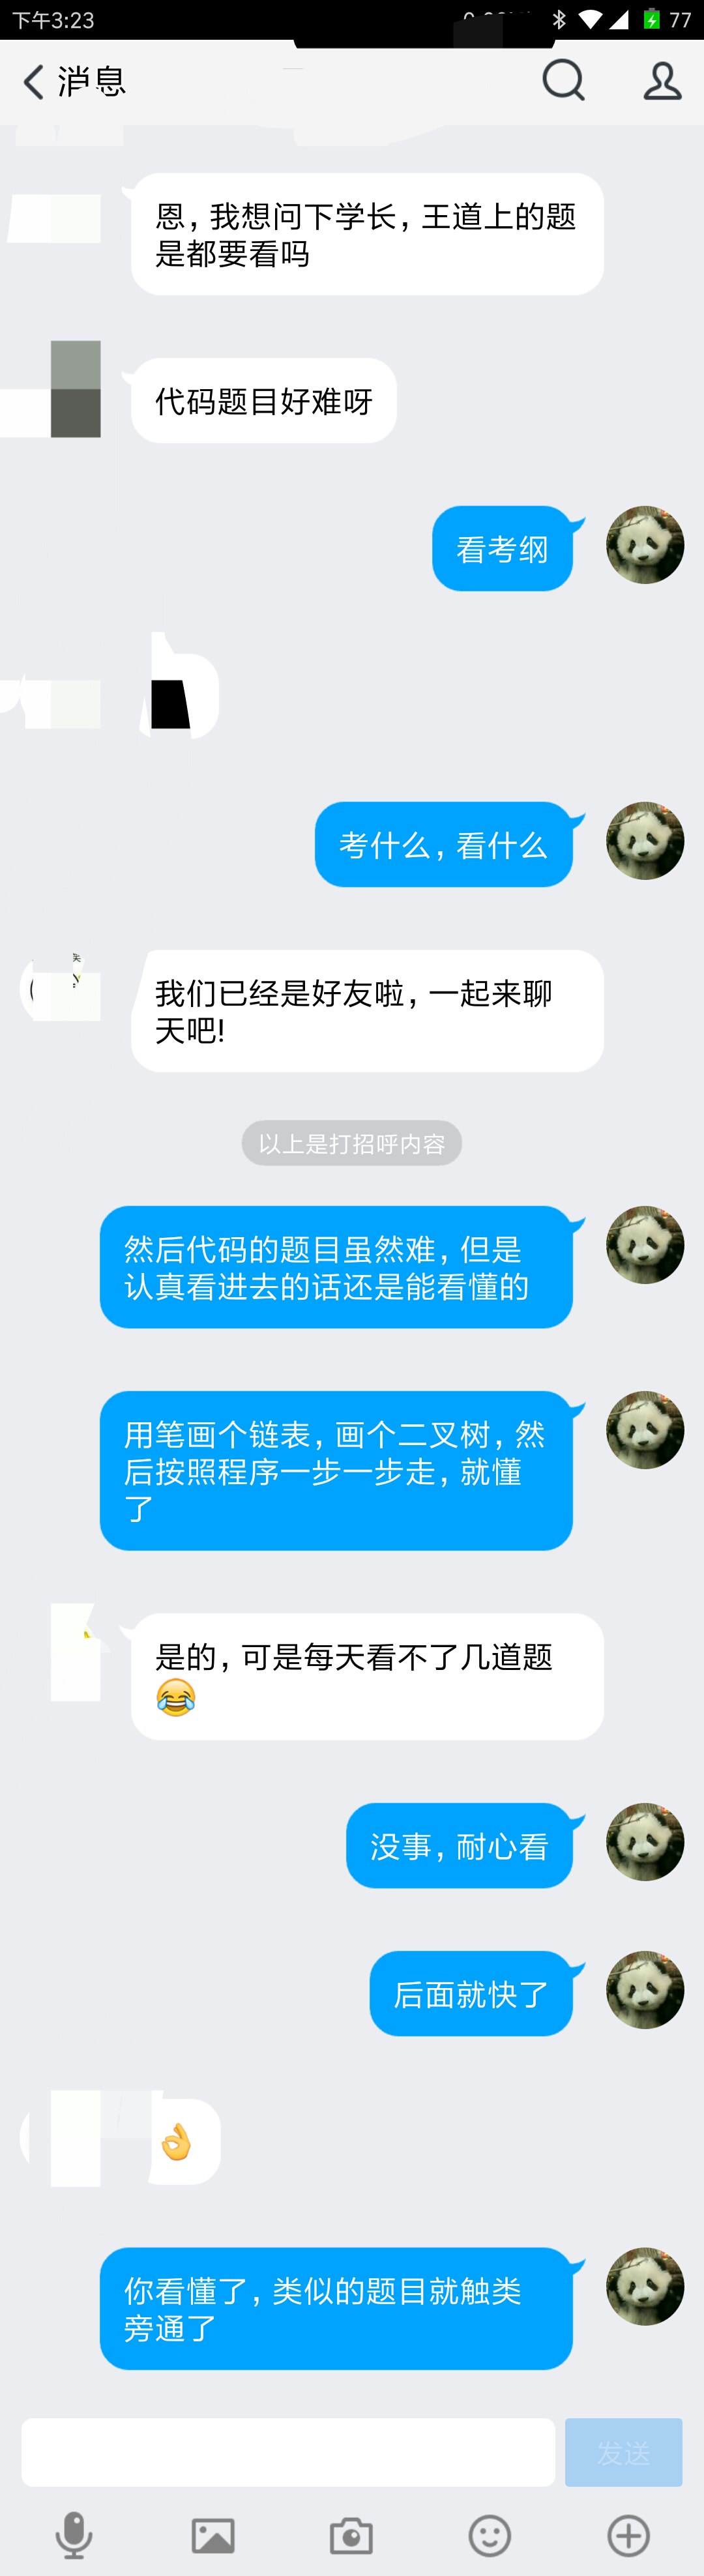 下午3:23
77
消息
恩，我想问下学长，王道上的题
是都要看吗
代码题目好难呀
看考纲
考什么，看什么
我们已经是好友啦，一起来聊
天吧!
以上是打招呼内容
然后代码的题目虽然难，但是
认真看进去的话还是能看懂的
用笔画个链表，画个二叉树，然
后按照程序一步一步走，就懂
了
是的，可是每天看不了几道题
😂
没事，耐心看
后面就快了
👌
你看懂了，类似的题目就触类
旁通了
发送